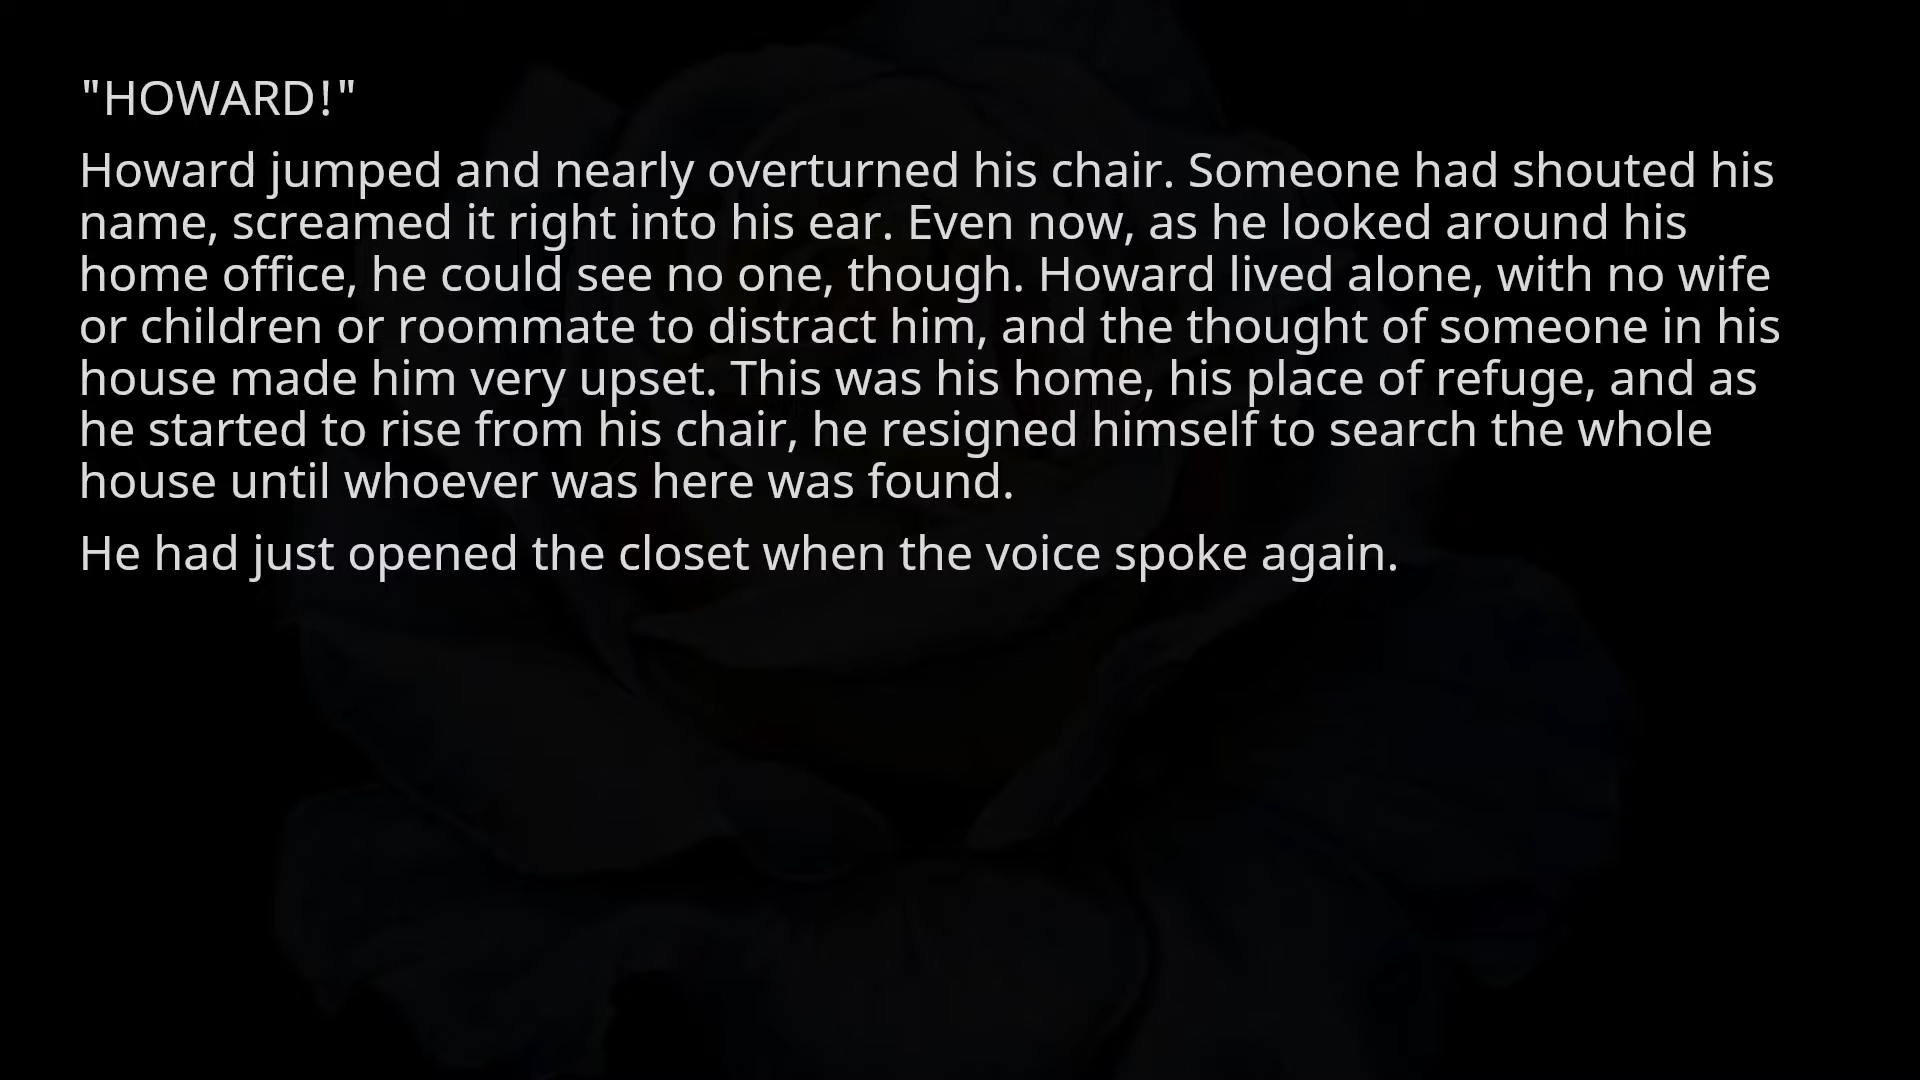 "HOWARD!"
Howard jumped and nearly overturned his chair. Someone had shouted his
name, screamed it right into his ear. Even now, as he looked around his
home office, he could see no one, though. Howard lived alone, with no wife
or children or roommate to distract him, and the thought of someone in his
house made him very upset. This was his home, his place of refuge, and as
he started to rise from his chair, he resigned himself to search the whole
house until whoever was here was found.
He had just opened the closet when the voice spoke again.